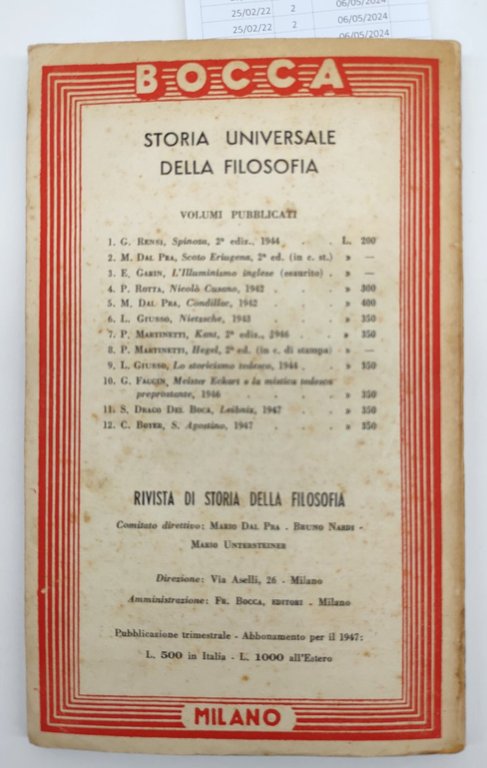 25/02/22 2 06/05/2024
25/02/22 2 06/05/2024
06/05/2024
BOCCA
STORIA UNIVERSALE
DELLA FILOSOFIA
VOLUMI PUBBLICATI
1. G. RENSI, Spinoza, 2ª ediz., 1944 . . L. 200
2. M. DAL PRA, Scoto Eriugena, 2ª ed. (in c. st.) » —
3. E. GARIN, L'Illuminismo inglese (esaurito) . » —
4. P. ROTTA, Nicolò Cusano, 1942 . . . » 300
5. M. DAL PRA, Condillac, 1942 . . . » 400
6. L. GIUSSO, Nietzsche, 1943 . . . » 350
7. P. MARTINETTI, Kant, 2ª ediz., 1946 . . » 350
8. P. MARTINETTI, Hegel, 2ª ed. (in c. di stampa) » —
9. L. GIUSSO, Lo storicismo tedesco, 1944 . . » 350
10. G. FAGGIN, Meister Eckart e la mistica tedesca
preprotestante, 1946 . . . . » 350
11. S. DRAGO DEL BOCA, Leibniz, 1947 . . » 350
12. C. BOYER, S. Agostino, 1947 . . . » 350
RIVISTA DI STORIA DELLA FILOSOFIA
Comitato direttivo: MARIO DAL PRA . BRUNO NARDI -
MARIO UNTERSTEINER
Direzione: Via Aselli, 26 - Milano
Amministrazione: FR. BOCCA, EDITORI - Milano
Pubblicazione trimestrale - Abbonamento per il 1947:
L. 500 in Italia - L. 1000 all'Estero
MILANO